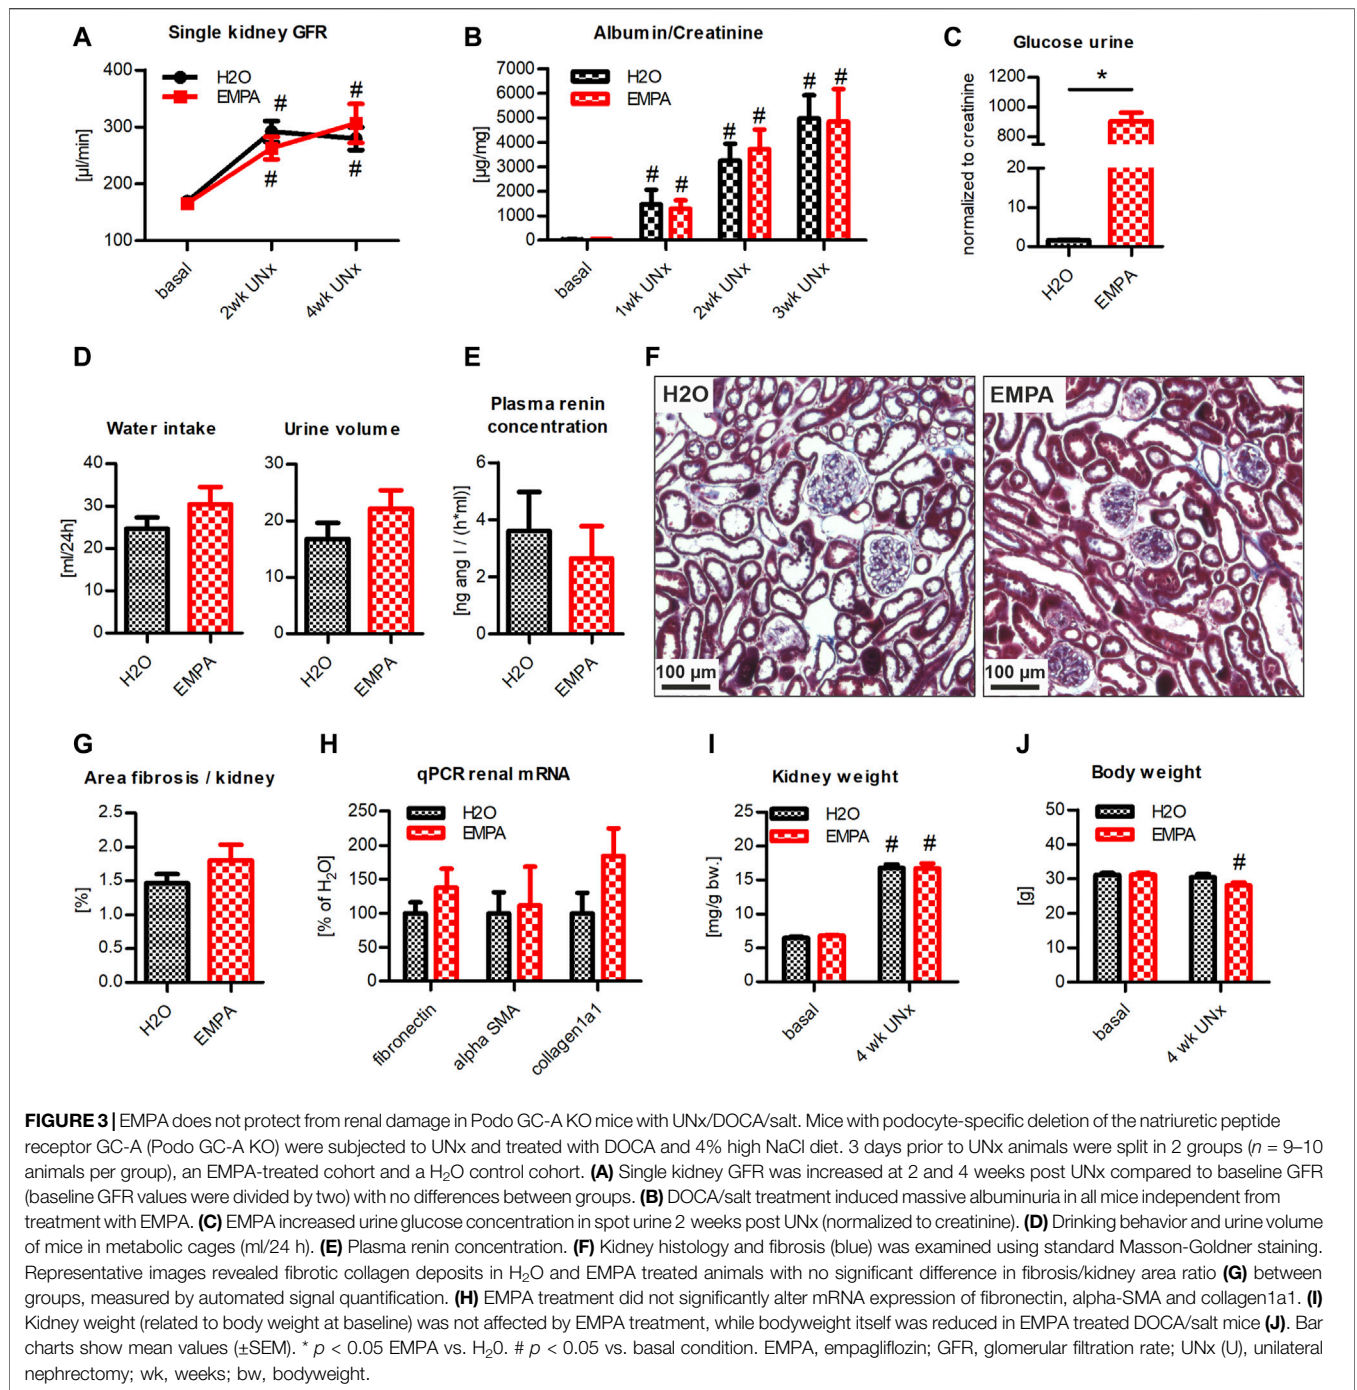 A
Single kidney GFR
400
300
200
100
[µl/min]
H2O
EMPA
#
#
#
#
basal
2wk UNx
4wk UNx
B
Albumin/Creatinine
7000
6000
5000
4000
3000
2000
1000
0
[µg/mg]
H2O
EMPA
# #
# #
# #
basal
1wk UNx
2wk UNx
3wk UNx
C
Glucose urine
1200
1000
800
20
10
0
normalized to creatinine
*
H2O
EMPA
D
Water intake
40
30
20
10
0
[ml/24h]
H2O
EMPA
Urine volume
30
20
10
0
H2O
EMPA
E
Plasma renin
concentration
6
4
2
0
[ng ang I / (h*ml)]
H2O
EMPA
F
H2O
100 µm
EMPA
100 µm
G
Area fibrosis / kidney
2.5
2.0
1.5
1.0
0.5
0.0
[%]
H2O
EMPA
H
qPCR renal mRNA
250
200
150
100
50
0
[% of H₂O]
H2O
EMPA
fibronectin
alpha SMA
collagen1a1
I
Kidney weight
25
20
15
10
5
0
[mg/g bw.]
H2O
EMPA
# #
basal
4 wk UNx
J
Body weight
50
40
30
20
10
0
[g]
H2O
EMPA
#
basal
4 wk UNx
FIGURE 3 | EMPA does not protect from renal damage in Podo GC-A KO mice with UNx/DOCA/salt. Mice with podocyte-specific deletion of the natriuretic peptide
receptor GC-A (Podo GC-A KO) were subjected to UNx and treated with DOCA and 4% high NaCl diet. 3 days prior to UNx animals were split in 2 groups (n = 9–10
animals per group), an EMPA-treated cohort and a H₂O control cohort. (A) Single kidney GFR was increased at 2 and 4 weeks post UNx compared to baseline GFR
(baseline GFR values were divided by two) with no differences between groups. (B) DOCA/salt treatment induced massive albuminuria in all mice independent from
treatment with EMPA. (C) EMPA increased urine glucose concentration in spot urine 2 weeks post UNx (normalized to creatinine). (D) Drinking behavior and urine volume
of mice in metabolic cages (ml/24 h). (E) Plasma renin concentration. (F) Kidney histology and fibrosis (blue) was examined using standard Masson-Goldner staining.
Representative images revealed fibrotic collagen deposits in H₂O and EMPA treated animals with no significant difference in fibrosis/kidney area ratio (G) between
groups, measured by automated signal quantification. (H) EMPA treatment did not significantly alter mRNA expression of fibronectin, alpha-SMA and collagen1a1. (I)
Kidney weight (related to body weight at baseline) was not affected by EMPA treatment, while bodyweight itself was reduced in EMPA treated DOCA/salt mice (J). Bar
charts show mean values (±SEM). * p < 0.05 EMPA vs. H₂0. # p < 0.05 vs. basal condition. EMPA, empagliflozin; GFR, glomerular filtration rate; UNx (U), unilateral
nephrectomy; wk, weeks; bw, bodyweight.